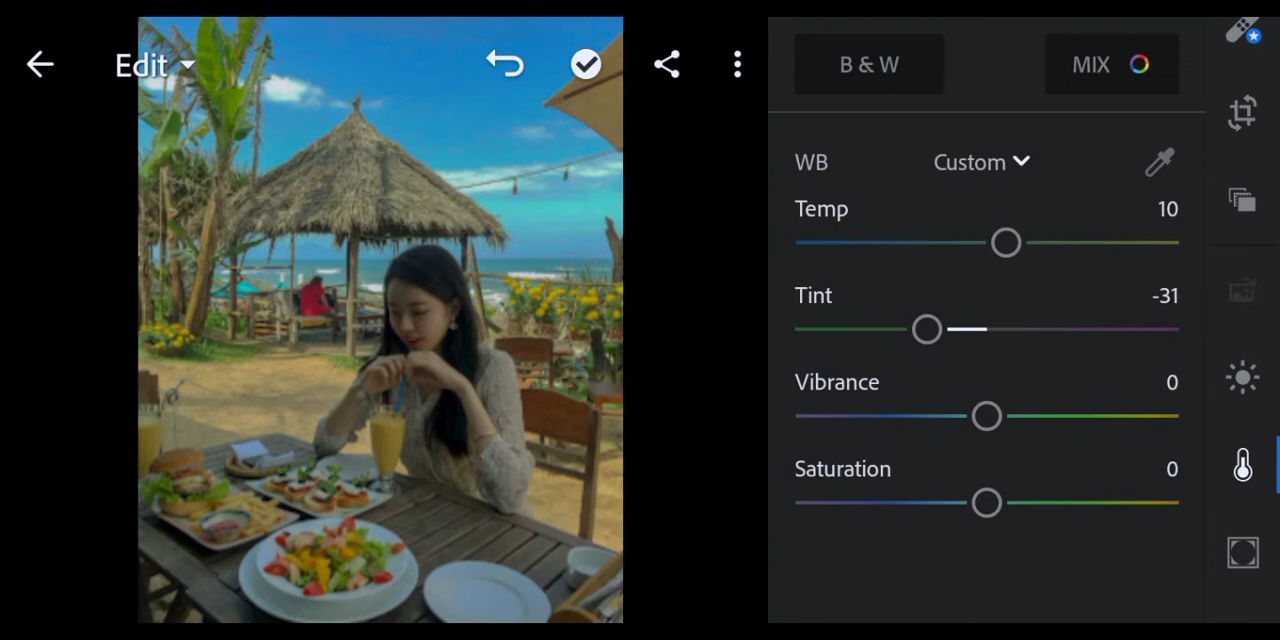 Edit
B & W
MIX
WB
Custom
Temp
10
Tint
-31
Vibrance
0
Saturation
0